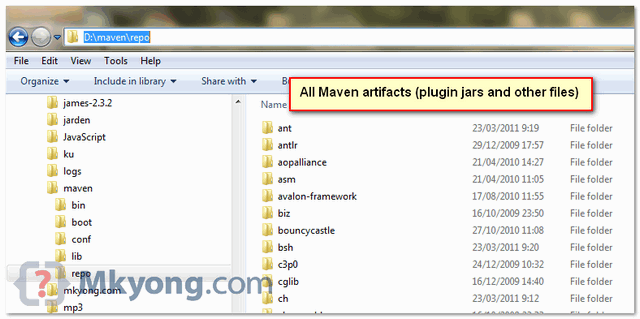 D:\maven\repo
File Edit View Tools Help
Organize Include in library Share with
All Maven artifacts (plugin jars and other files)
james-2.3.2
jarden
JavaScript
ku
logs
maven
bin
boot
conf
lib
repo
mkyong.com
mp3
Name
ant 23/03/2011 9:19 File folder
antlr 29/12/2009 17:57 File folder
aopalliance 21/04/2010 14:27 File folder
asm 21/04/2010 11:05 File folder
avalon-framework 17/08/2010 11:55 File folder
biz 16/10/2009 23:50 File folder
bouncycastle 27/10/2010 11:08 File folder
bsh 23/03/2011 9:20 File folder
c3p0 24/12/2009 10:32 File folder
cglib 16/12/2009 14:40 File folder
ch 23/03/2011 9:12 File folder
Mkyong.com